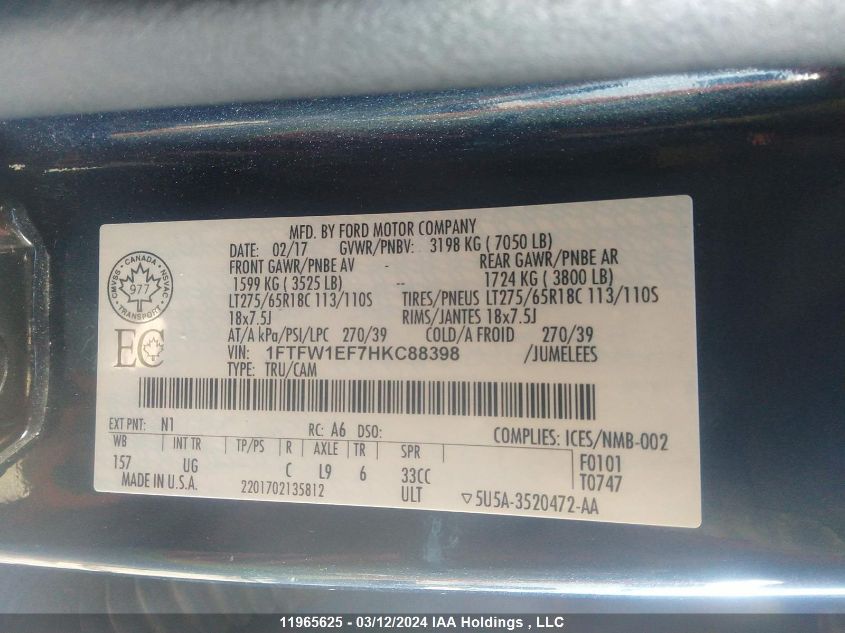 MFD. BY FORD MOTOR COMPANY
DATE: 02/17 GVWR/PNBV: 3198 KG ( 7050 LB)
FRONT GAWR/PNBE AV - REAR GAWR/PNBE AR
1599 KG ( 3525 LB) -- 1724 KG ( 3800 LB)
LT275/65R18C 113/110S TIRES/PNEUS LT275/65R18C 113/110S
18x7.5J RIMS/JANTES 18x7.5J
AT/A kPa/PSI/LPC 270/39 COLD/A FROID 270/39
VIN: 1FTFW1EF7HKC88398 /JUMELEES
TYPE: TRU/CAM
CMVSS CANADA NSVAC
977
TRANSPORT
EC
EXT PNT: N1 RC: A6 DSO: COMPLIES: ICES/NMB-002
WB INT TR TP/PS R AXLE TR SPR F0101
157 UG C L9 6 33CC T0747
MADE IN U.S.A. 2201702135812 ULT ▽5U5A-3520472-AA
11965625 - 03/12/2024 IAA Holdings , LLC